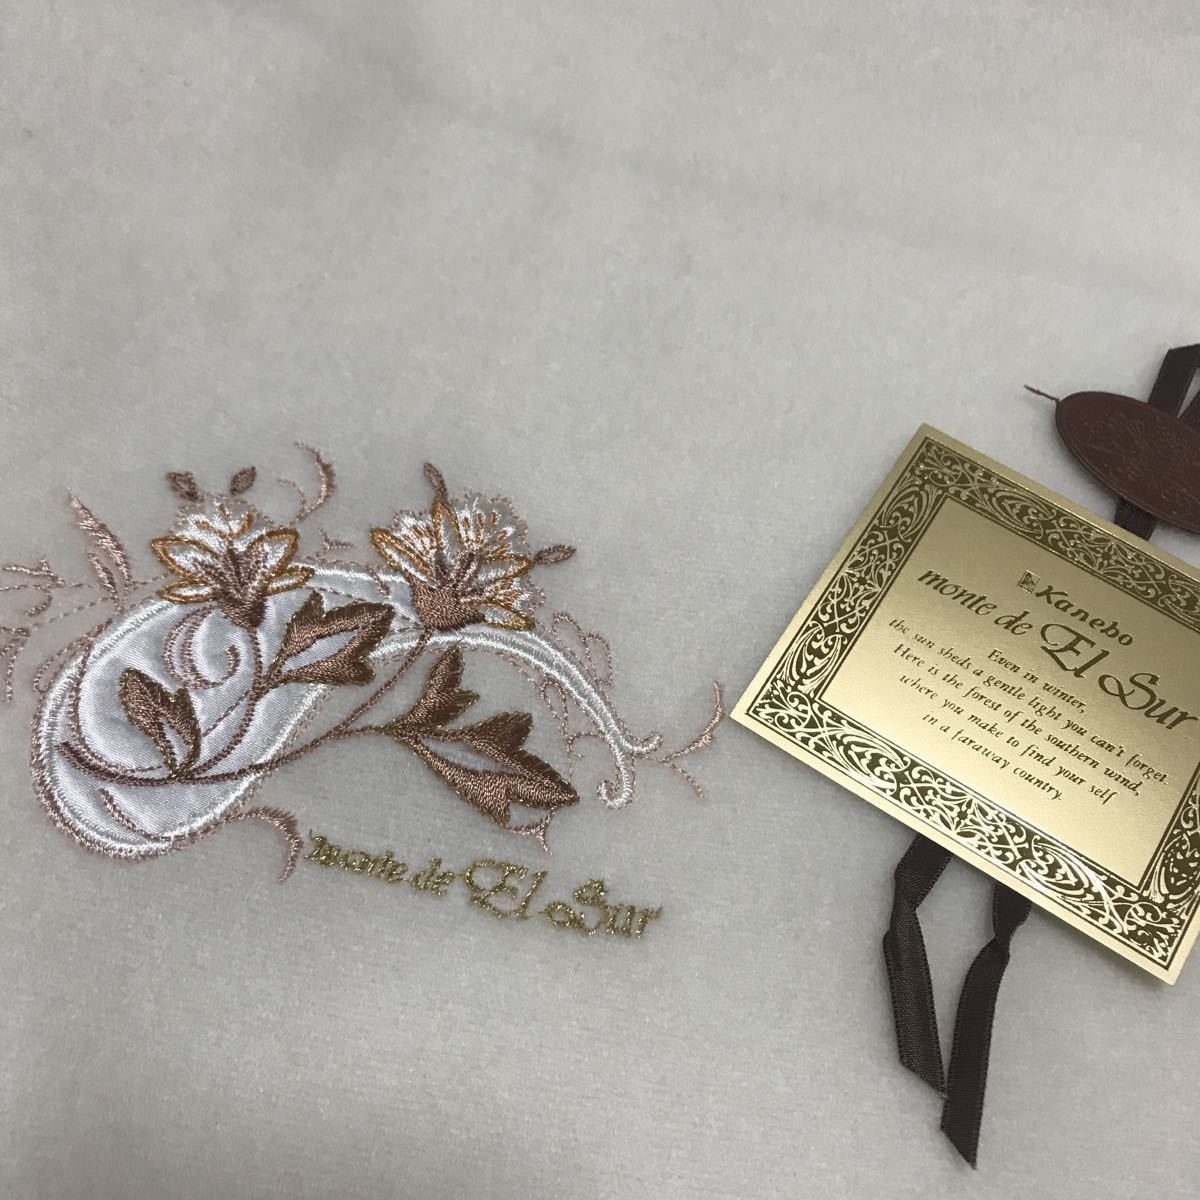 monte de El Sur
Kanebo
monte de El Sur
Even in winter,
the sun sheds a gentle light you can't forget.
Here is the forest of the southern wind,
where you make to find your self
in a faraway country.